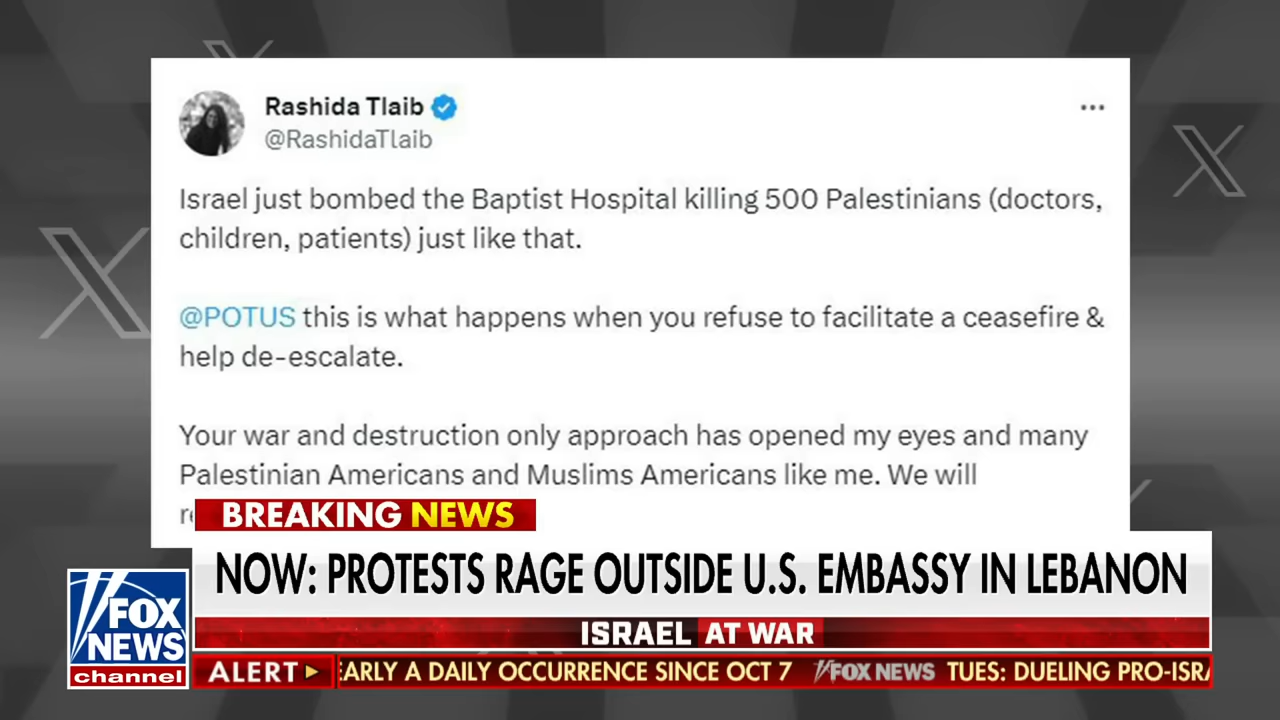 Rashida Tlaib
@RashidaTlaib
Israel just bombed the Baptist Hospital killing 500 Palestinians (doctors,
children, patients) just like that.
@POTUS this is what happens when you refuse to facilitate a ceasefire &
help de-escalate.
Your war and destruction only approach has opened my eyes and many
Palestinian Americans and Muslims Americans like me. We will
BREAKING NEWS
NOW: PROTESTS RAGE OUTSIDE U.S. EMBASSY IN LEBANON
ISRAEL AT WAR
FOX
NEWS
channel
ALERT
A DAILY OCCURRENCE SINCE OCT 7 FOX NEWS TUES: DUELING